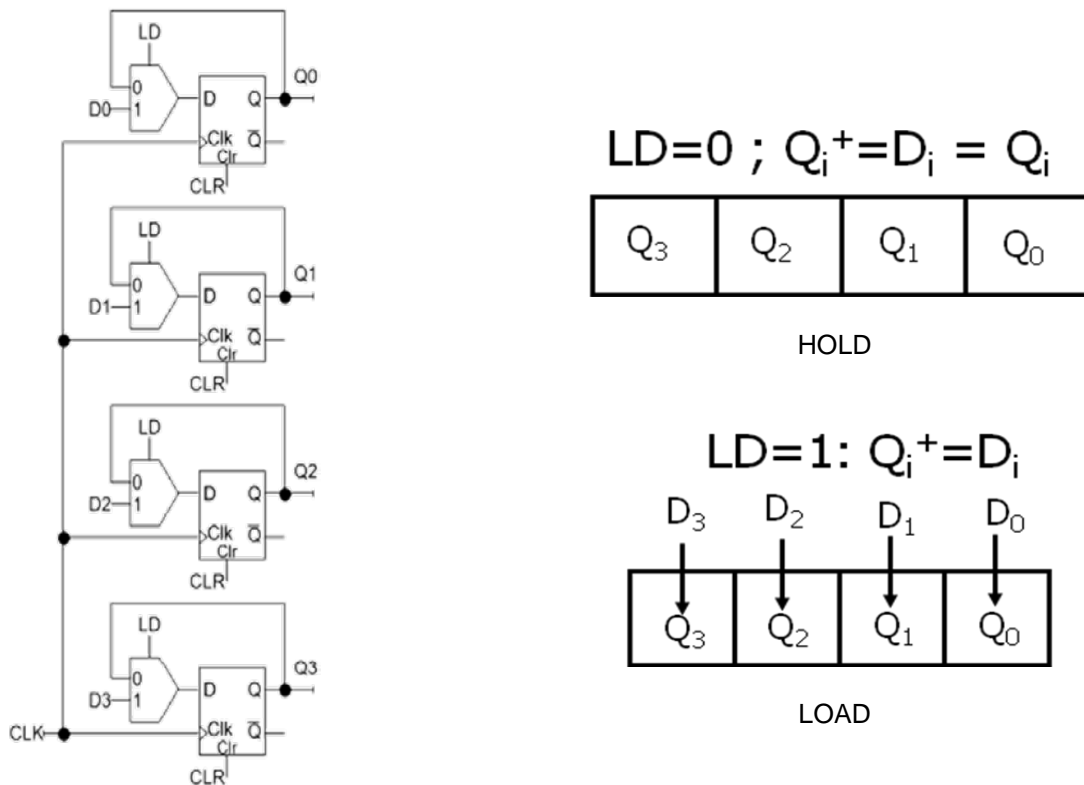 LD
Q0
0
D Q
D0 1
Clk Q̅
Clr
CLR
LD
Q1
0
D Q
D1 1
Clk Q̅
Clr
CLR
LD
Q2
0
D Q
D2 1
Clk Q̅
Clr
CLR
LD
Q3
0
D Q
D3 1
CLK
Clk Q̅
Clr
CLR
LD=0 ; Qᵢ⁺=Dᵢ = Qᵢ
Q₃ Q₂ Q₁ Q₀
HOLD
LD=1: Qᵢ⁺=Dᵢ
D₃ D₂ D₁ D₀
Q₃ Q₂ Q₁ Q₀
LOAD